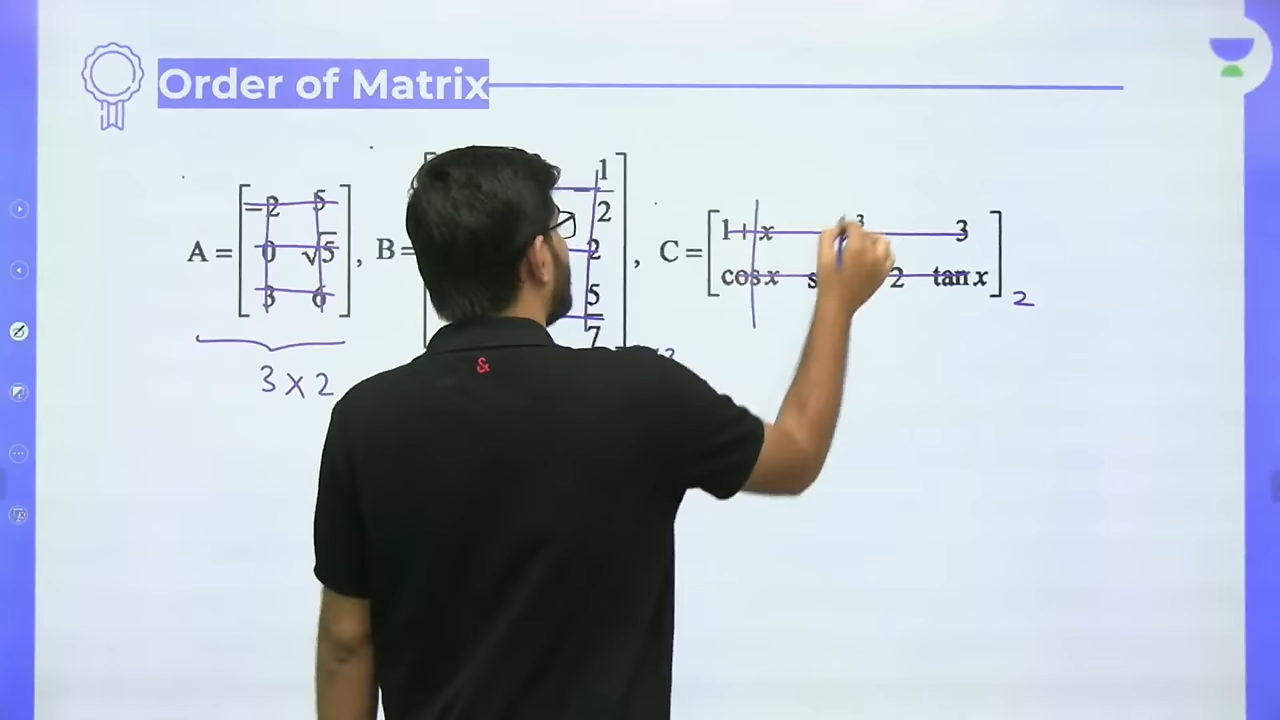 Order of Matrix
A = [ -2 5
0 √5
3 6 ] , B = [ 1/2
2
5/7 ] , C = [ 1 + x 3 3
cos x 2 tan x ] 2
3 × 2
&